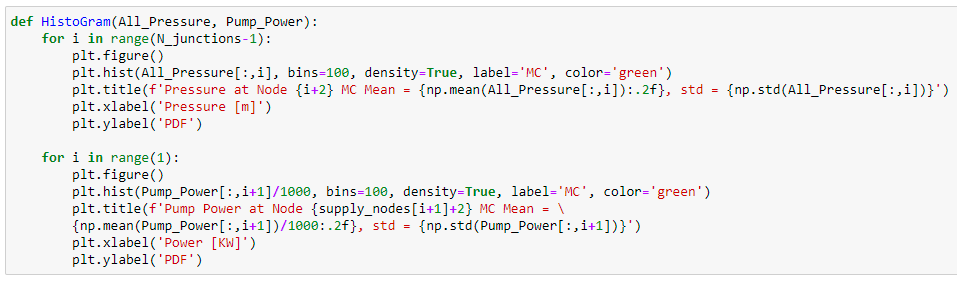 def HistoGram(All_Pressure, Pump_Power):
    for i in range(N_junctions-1):
        plt.figure()
        plt.hist(All_Pressure[:,i], bins=100, density=True, label='MC', color='green')
        plt.title(f'Pressure at Node {i+2} MC Mean = {np.mean(All_Pressure[:,i]):.2f}, std = {np.std(All_Pressure[:,i])}')
        plt.xlabel('Pressure [m]')
        plt.ylabel('PDF')

    for i in range(1):
        plt.figure()
        plt.hist(Pump_Power[:,i+1]/1000, bins=100, density=True, label='MC', color='green')
        plt.title(f'Pump Power at Node {supply_nodes[i+1]+2} MC Mean = \
        {np.mean(Pump_Power[:,i+1])/1000:.2f}, std = {np.std(Pump_Power[:,i+1])}')
        plt.xlabel('Power [KW]')
        plt.ylabel('PDF')